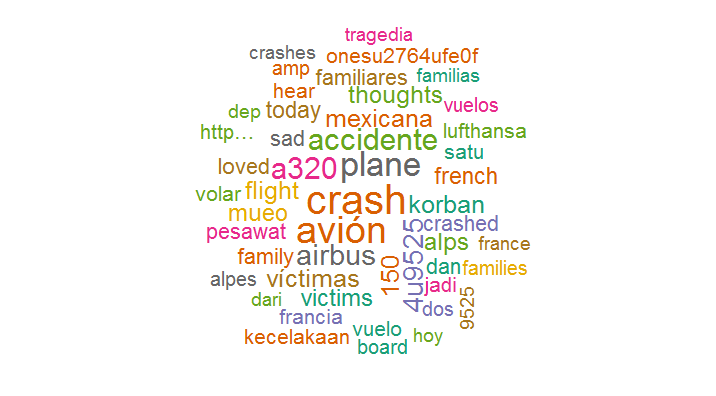 tragedia
crashes onesu2764ufe0f
amp familiares familias
hear thoughts vuelos
dep today mexicana
http… sad accidente lufthansa
loved a320 plane satu
volar flight crash french
mueo avión korban
pesawat airbus 4u9525 crashed
family 150 alps france
alpes víctimas dan families
dari victims jadi
francia dos 9525
kecelakaan vuelo hoy
board